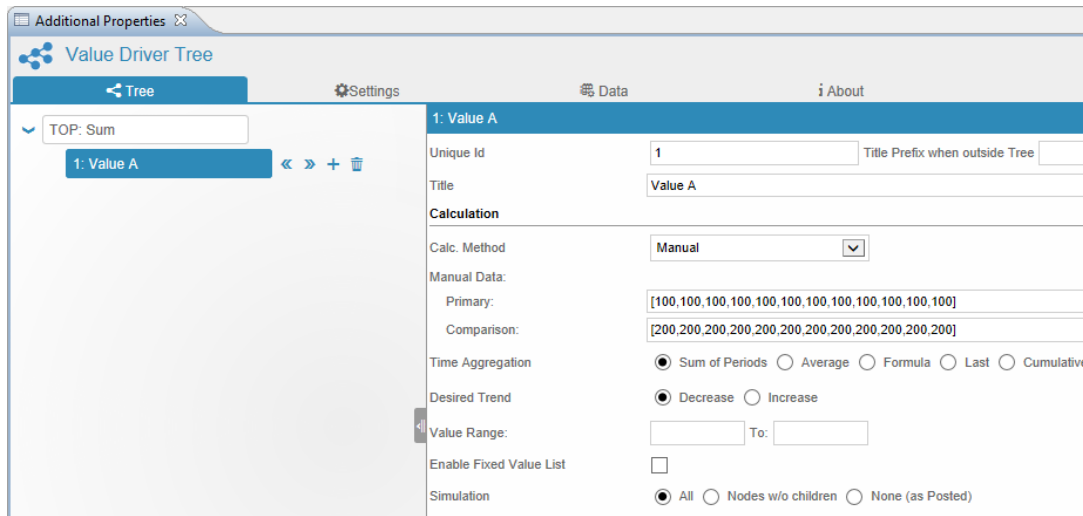 Additional Properties
Value Driver Tree
Tree Settings Data About
TOP: Sum
1: Value A
1: Value A
Unique Id 1 Title Prefix when outside Tree
Title Value A
Calculation
Calc. Method Manual
Manual Data:
Primary: [100,100,100,100,100,100,100,100,100,100,100,100]
Comparison: [200,200,200,200,200,200,200,200,200,200,200,200]
Time Aggregation Sum of Periods Average Formula Last Cumulative
Desired Trend Decrease Increase
Value Range: To:
Enable Fixed Value List
Simulation All Nodes w/o children None (as Posted)